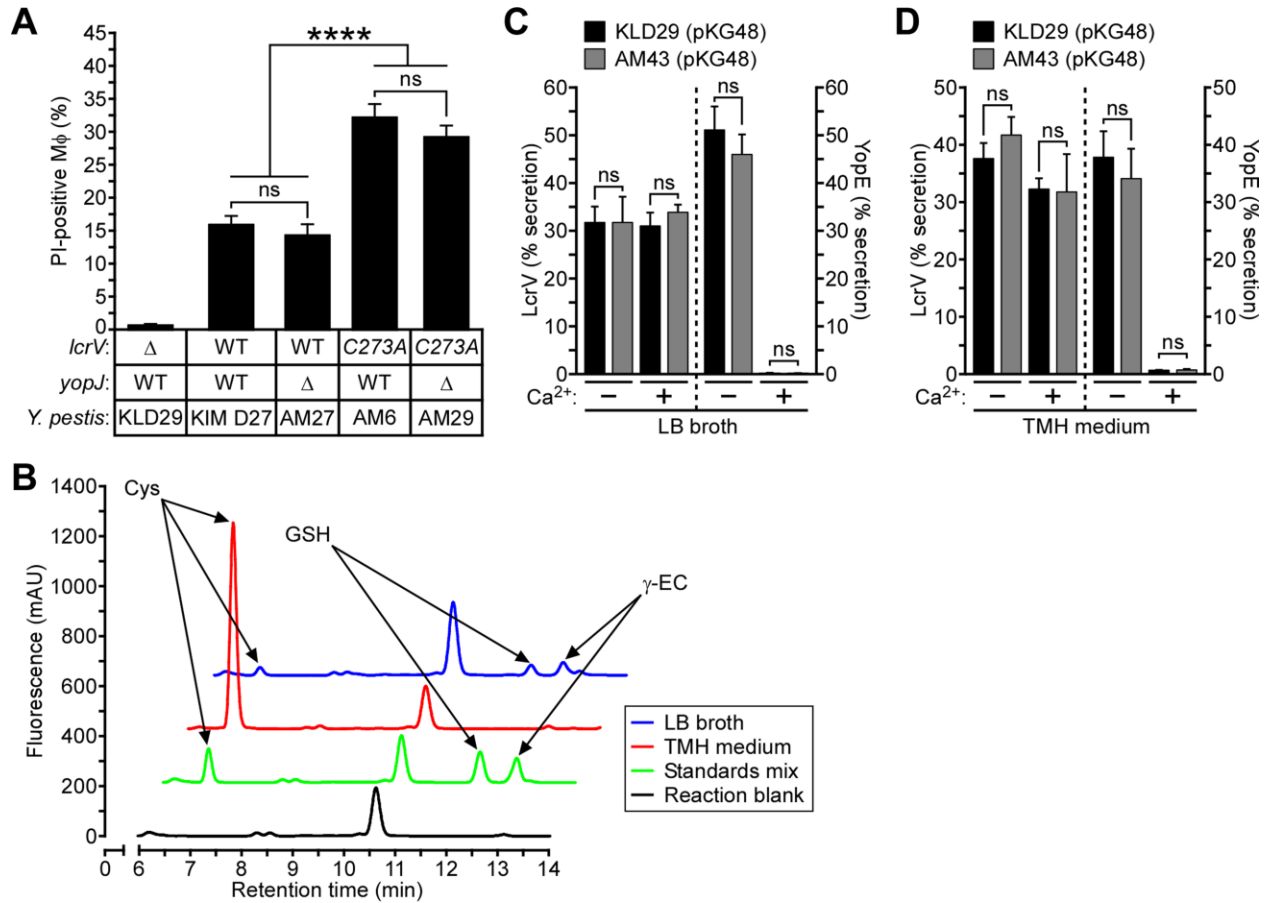 A
****
ns
ns
PI-positive Mϕ (%)
45
40
35
30
25
20
15
10
5
0
lcrV: Δ WT WT C273A C273A
yopJ: WT WT Δ WT Δ
Y. pestis: KLD29 KIM D27 AM27 AM6 AM29
C
KLD29 (pKG48)
AM43 (pKG48)
LcrV (% secretion)
60
50
40
30
20
10
0
ns
ns
ns
ns
60
50
40
30
20
10
0
YopE (% secretion)
Ca2+: − + − +
LB broth
D
KLD29 (pKG48)
AM43 (pKG48)
LcrV (% secretion)
50
40
30
20
10
0
ns
ns
ns
ns
50
40
30
20
10
0
YopE (% secretion)
Ca2+: − + − +
TMH medium
B
Cys
GSH
γ-EC
Fluorescence (mAU)
1400
1200
1000
800
600
400
200
0
LB broth
TMH medium
Standards mix
Reaction blank
0 6 7 8 9 10 11 12 13 14
Retention time (min)